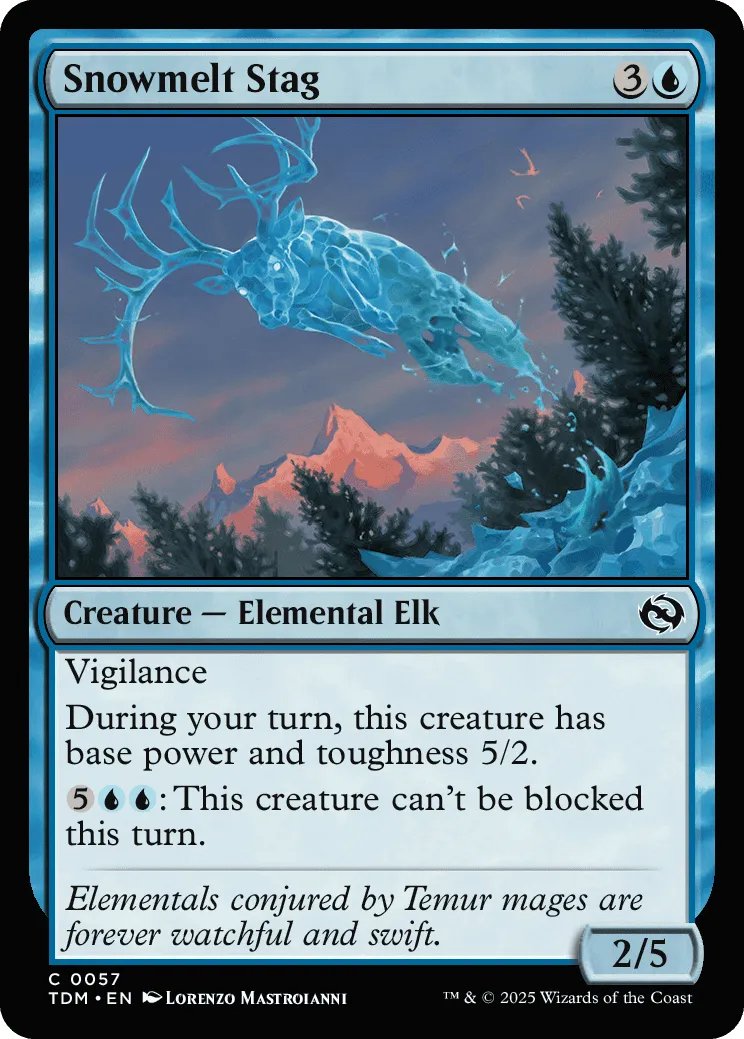 Snowmelt Stag 3
Creature — Elemental Elk
Vigilance
During your turn, this creature has
base power and toughness 5/2.
5: This creature can't be blocked
this turn.
Elementals conjured by Temur mages are
forever watchful and swift.
2/5
C 0057
TDM • EN Lorenzo Mastroianni ™ & © 2025 Wizards of the Coast